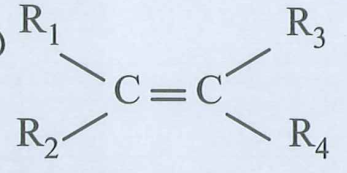 ) R₁ R₃
C = C
R₂ R₄